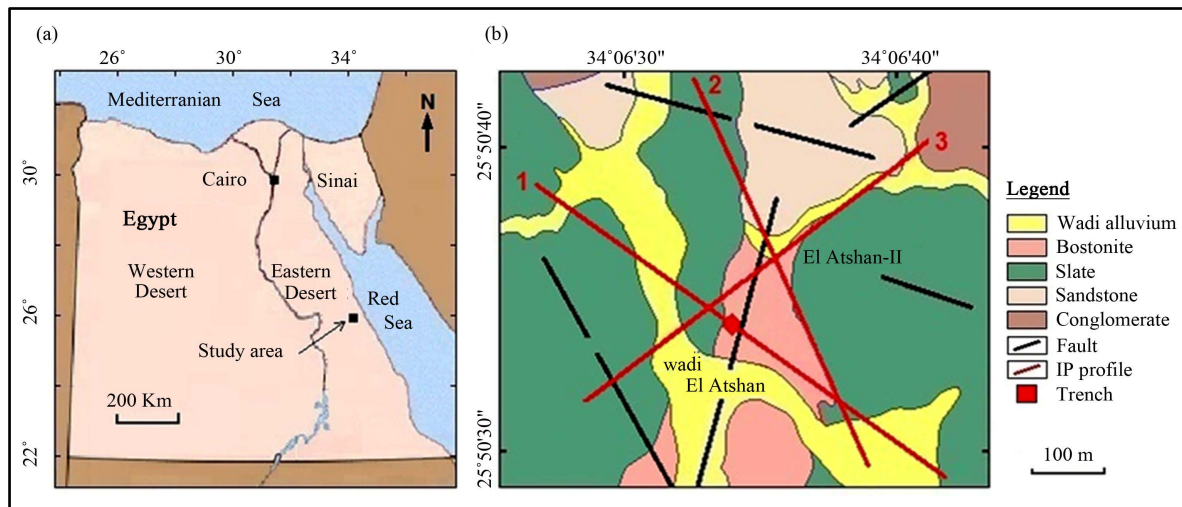 (a)
26°
30°
34°
Mediterranean Sea
N
30°
Cairo
Sinai
Egypt
Western
Desert
Eastern
Desert
Red
Sea
26°
Study area
200 Km
22°
(b)
34°06'30"
34°06'40"
2
25°50'40"
3
1
El Atshan-II
wadi
El Atshan
25°50'30"
Legend
Wadi alluvium
Bostonite
Slate
Sandstone
Conglomerate
Fault
IP profile
Trench
100 m